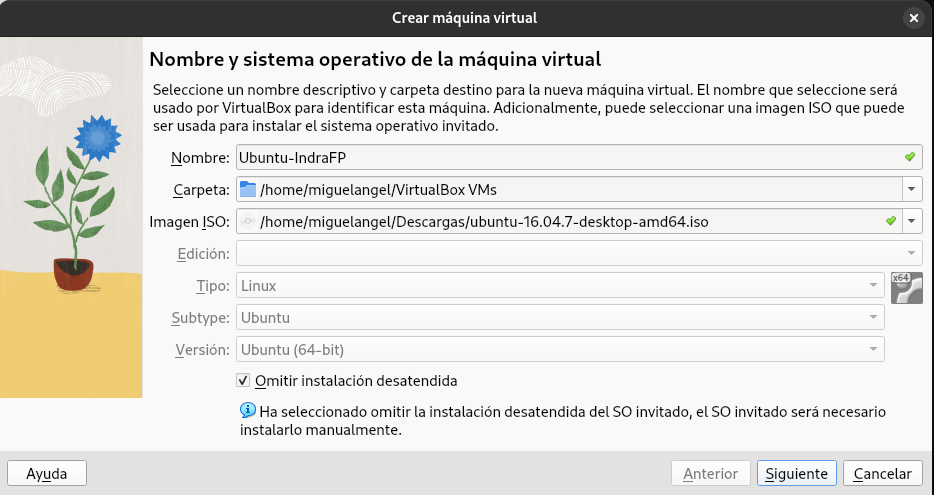 Crear máquina virtual
Nombre y sistema operativo de la máquina virtual
Seleccione un nombre descriptivo y carpeta destino para la nueva máquina virtual. El nombre que seleccione será
usado por VirtualBox para identificar esta máquina. Adicionalmente, puede seleccionar una imagen ISO que puede
ser usada para instalar el sistema operativo invitado.
Nombre: Ubuntu-IndraFP
Carpeta: /home/miguelangel/VirtualBox VMs
Imagen ISO: /home/miguelangel/Descargas/ubuntu-16.04.7-desktop-amd64.iso
Edición:
Tipo: Linux x64
Subtype: Ubuntu
Versión: Ubuntu (64-bit)
Omitir instalación desatendida
Ha seleccionado omitir la instalación desatendida del SO invitado, el SO invitado será necesario
instalarlo manualmente.
Ayuda Anterior Siguiente Cancelar